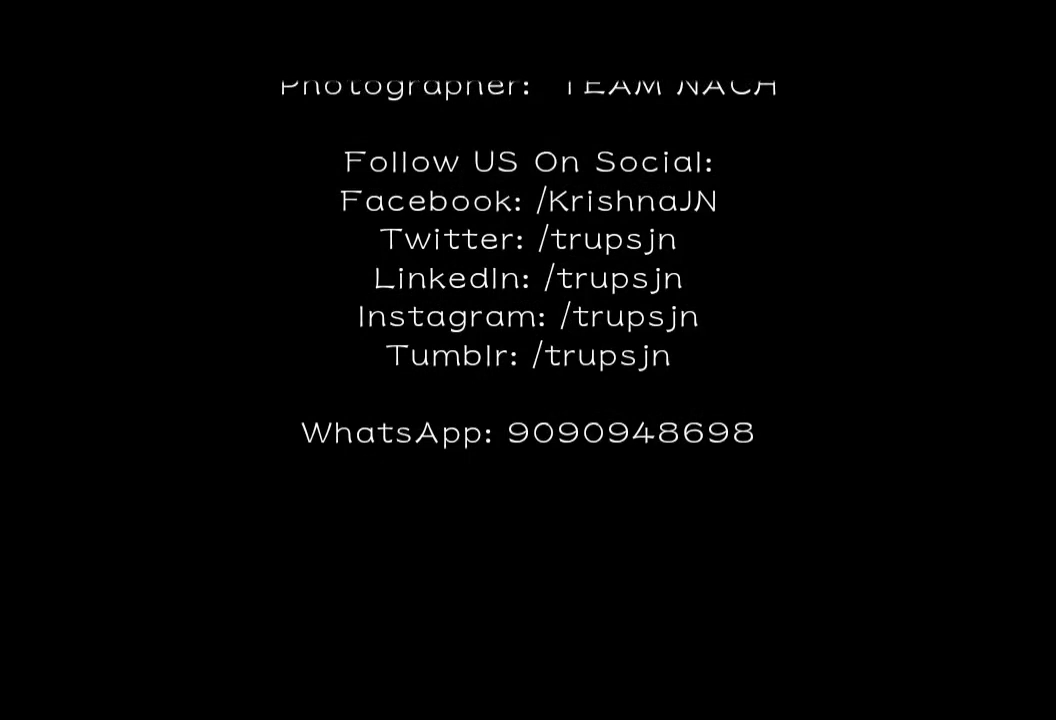 Photographer: TEAM NACH
Follow US On Social:
Facebook: /KrishnaJN
Twitter: /trupsjn
LinkedIn: /trupsjn
Instagram: /trupsjn
Tumblr: /trupsjn
WhatsApp: 9090948698